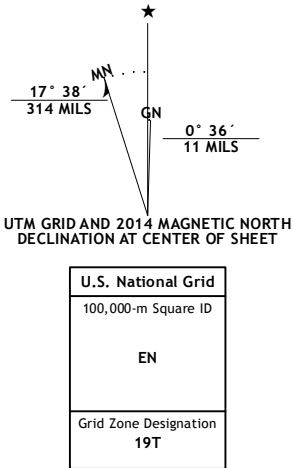 MN
17° 38´
314 MILS
GN
0° 36´
11 MILS
UTM GRID AND 2014 MAGNETIC NORTH
DECLINATION AT CENTER OF SHEET
U.S. National Grid
100,000-m Square ID
EN
Grid Zone Designation
19T